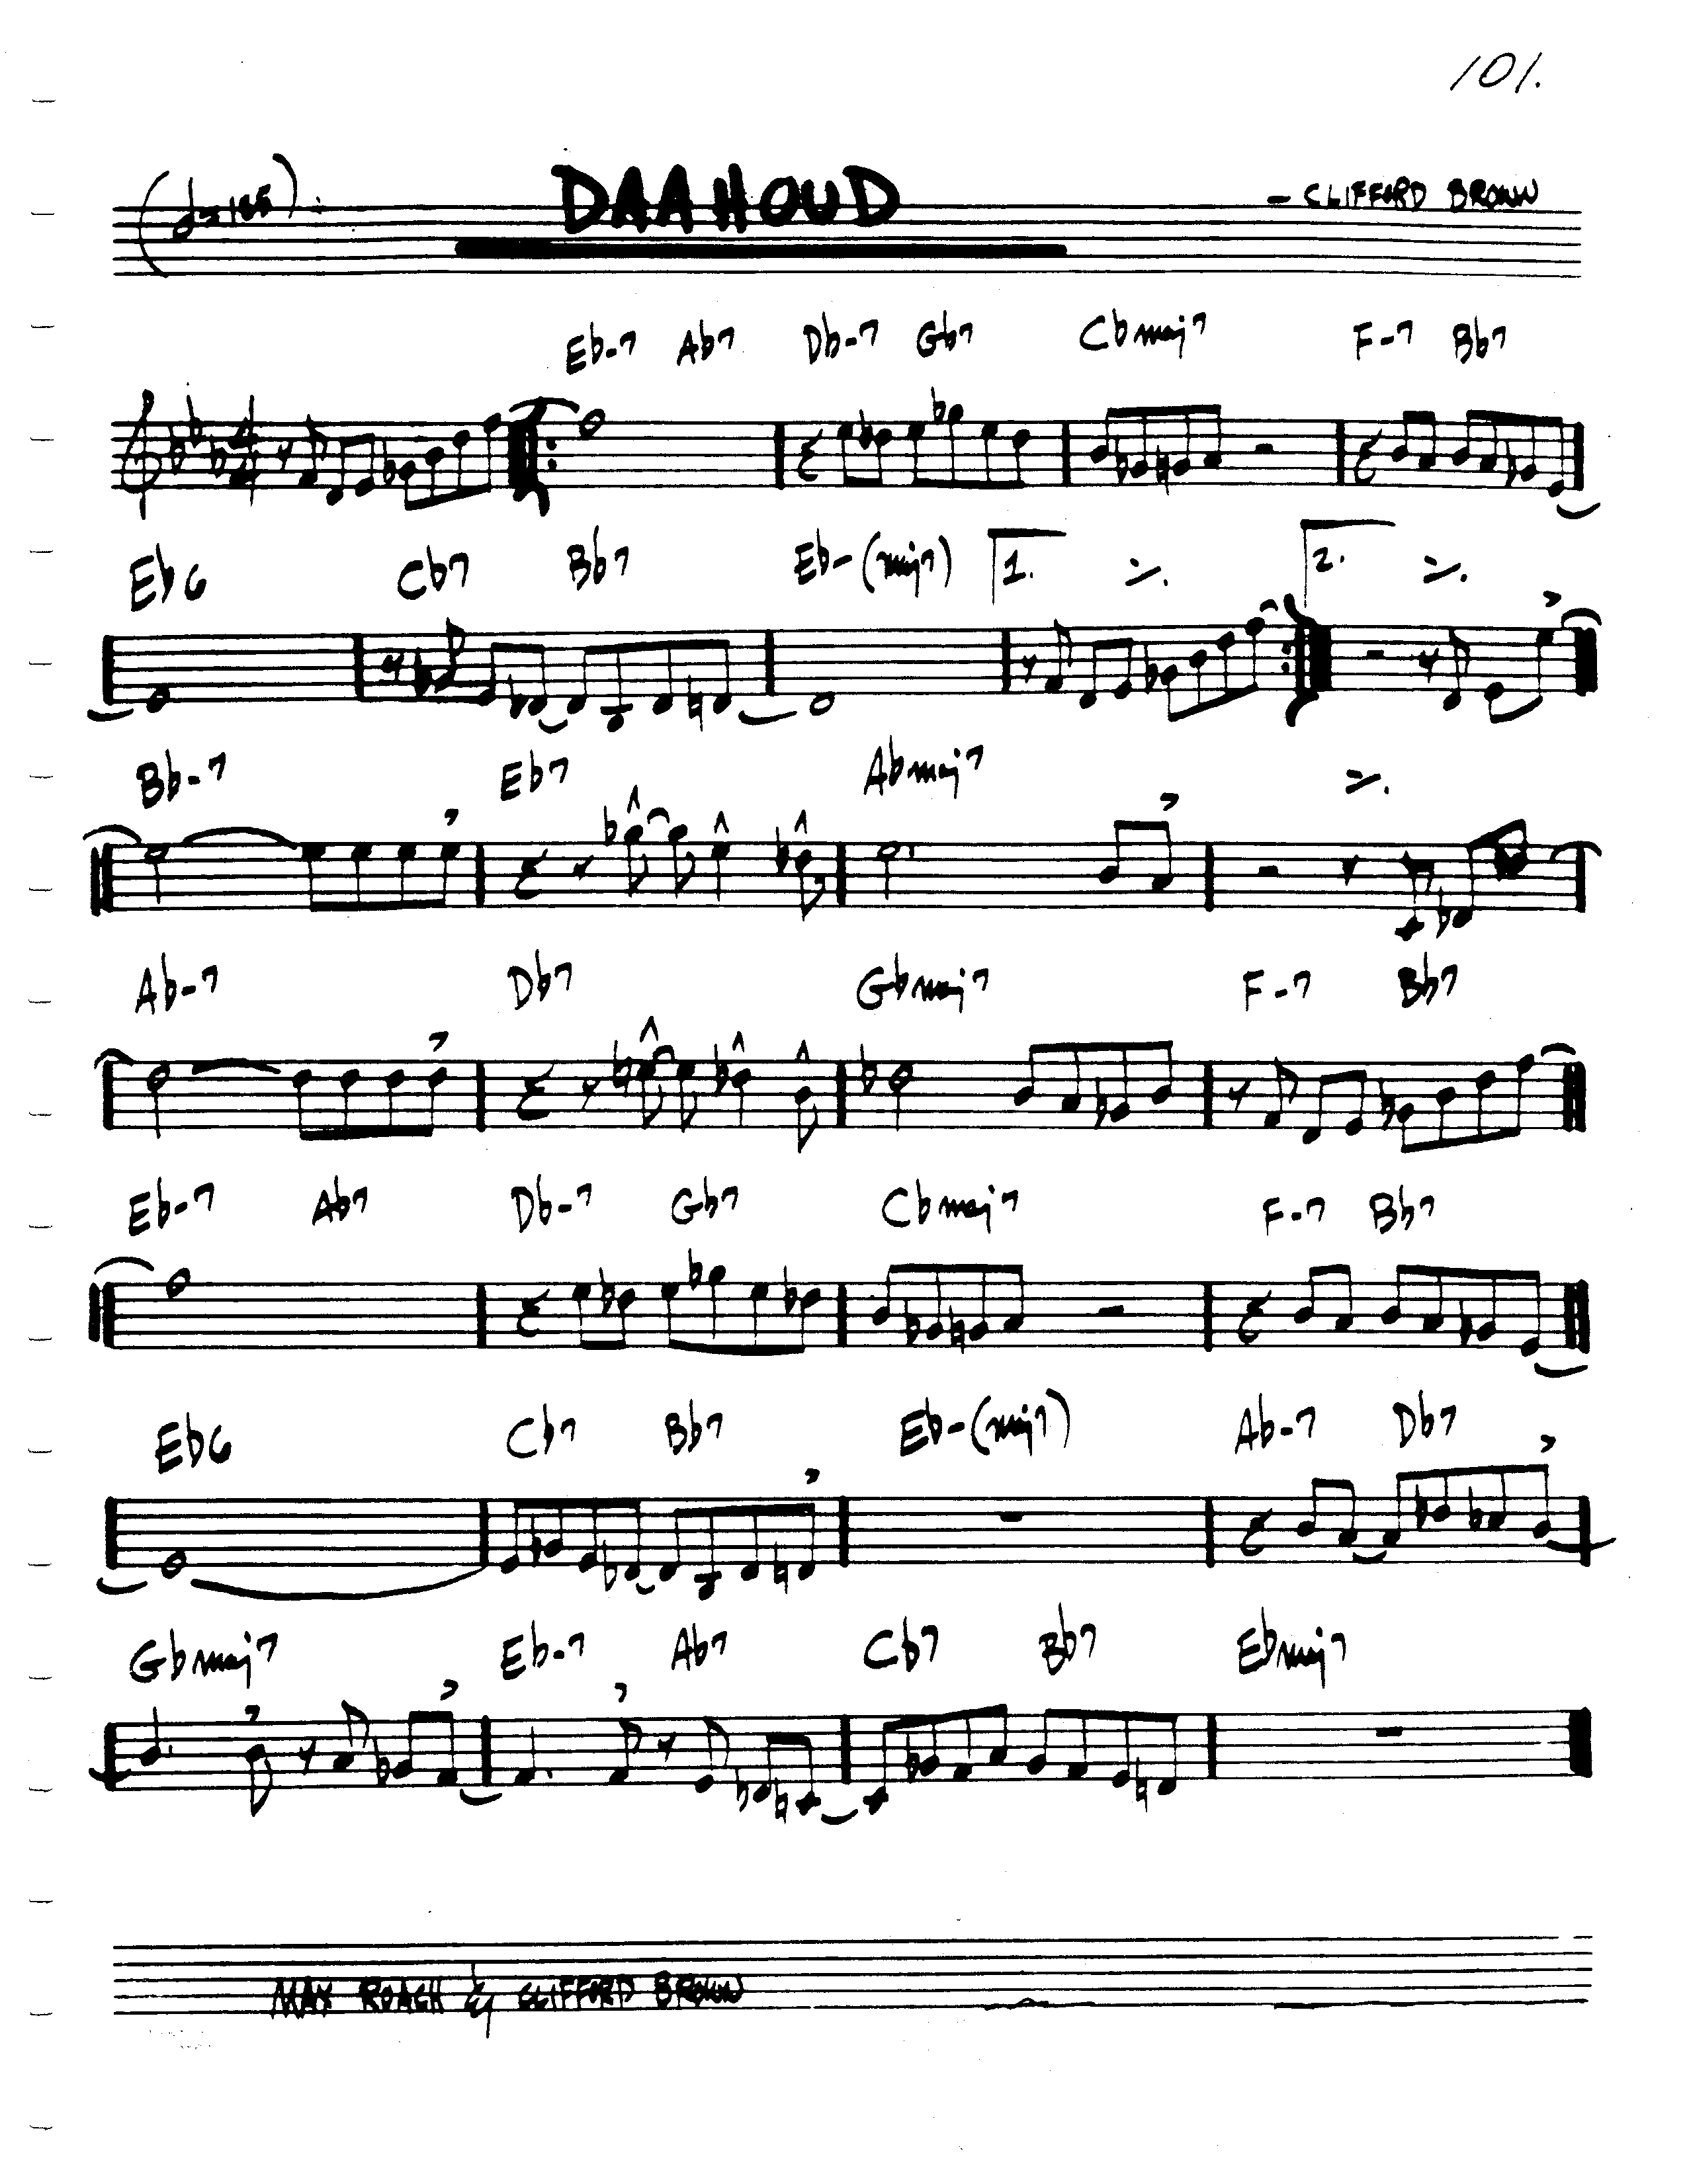 101.
(𝅗𝅥=165): DAAHOUD — CLIFFORD BROWN
Eb-7 Ab7 Db-7 Gb7 Cbmaj7 F-7 Bb7
4
4
Eb6 Cb7 Bb7 Eb-(maj7) 1. 2.
Bb-7 Eb7 Abmaj7
Ab-7 Db7 Gbmaj7 F-7 Bb7
Eb-7 Ab7 Db-7 Gb7 Cbmaj7 F-7 Bb7
Eb6 Cb7 Bb7 Eb-(maj7) Ab-7 Db7
Gbmaj7 Eb-7 Ab7 Cb7 Bb7 Ebmaj7
MAX ROACH & CLIFFORD BROWN